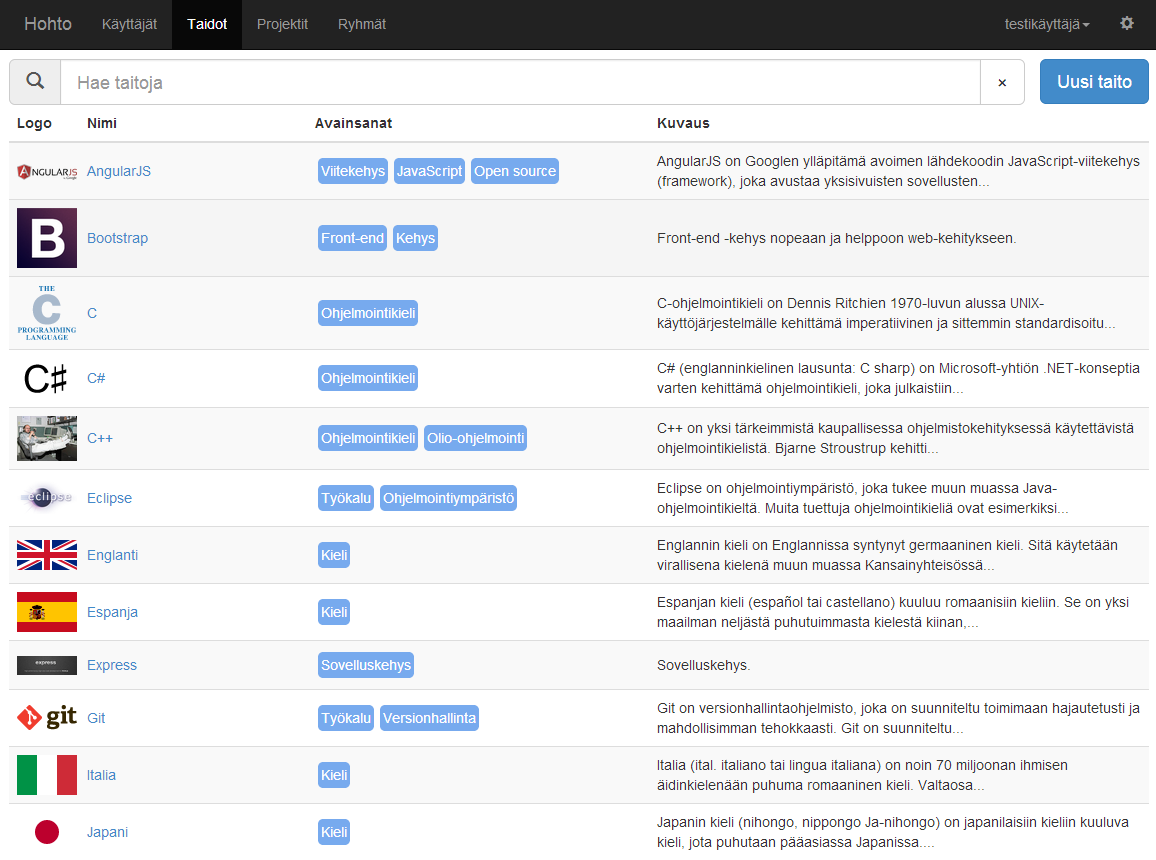 Hohto Käyttäjät Taidot Projektit Ryhmät testikäyttäjä
Hae taitoja × Uusi taito
Logo Nimi Avainsanat Kuvaus
ANGULARJS AngularJS Viitekehys JavaScript Open source AngularJS on Googlen ylläpitämä avoimen lähdekoodin JavaScript-viitekehys
(framework), joka avustaa yksisivuisten sovellusten...
B Bootstrap Front-end Kehys Front-end -kehys nopeaan ja helppoon web-kehitykseen.
THE
C
PROGRAMMING
LANGUAGE
C Ohjelmointikieli C-ohjelmointikieli on Dennis Ritchien 1970-luvun alussa UNIX-
käyttöjärjestelmälle kehittämä imperatiivinen ja sittemmin standardisoitu...
C♯ C# Ohjelmointikieli C# (englanninkielinen lausunta: C sharp) on Microsoft-yhtiön .NET-konseptia
varten kehittämä ohjelmointikieli, joka julkaistiin...
C++ Ohjelmointikieli Olio-ohjelmointi C++ on yksi tärkeimmistä kaupallisessa ohjelmistokehityksessä käytettävistä
ohjelmointikielistä. Bjarne Stroustrup kehitti...
eclipse Eclipse Työkalu Ohjelmointiympäristö Eclipse on ohjelmointiympäristö, joka tukee muun muassa Java-
ohjelmointikieltä. Muita tuettuja ohjelmointikieliä ovat esimerkiksi...
Englanti Kieli Englannin kieli on Englannissa syntynyt germaaninen kieli. Sitä käytetään
virallisena kielenä muun muassa Kansainyhteisössä...
Espanja Kieli Espanjan kieli (español tai castellano) kuuluu romaanisiin kieliin. Se on yksi
maailman neljästä puhutuimmasta kielestä kiinan,...
express Express Sovelluskehys Sovelluskehys.
git Git Työkalu Versionhallinta Git on versionhallintaohjelmisto, joka on suunniteltu toimimaan hajautetusti ja
mahdollisimman tehokkaasti. Git on suunniteltu...
Italia Kieli Italia (ital. italiano tai lingua italiana) on noin 70 miljoonan ihmisen
äidinkielenään puhuma romaaninen kieli. Valtaosa...
Japani Kieli Japanin kieli (nihongo, nippongo Ja-nihongo) on japanilaisiin kieliin kuuluva
kieli, jota puhutaan pääasiassa Japanissa....